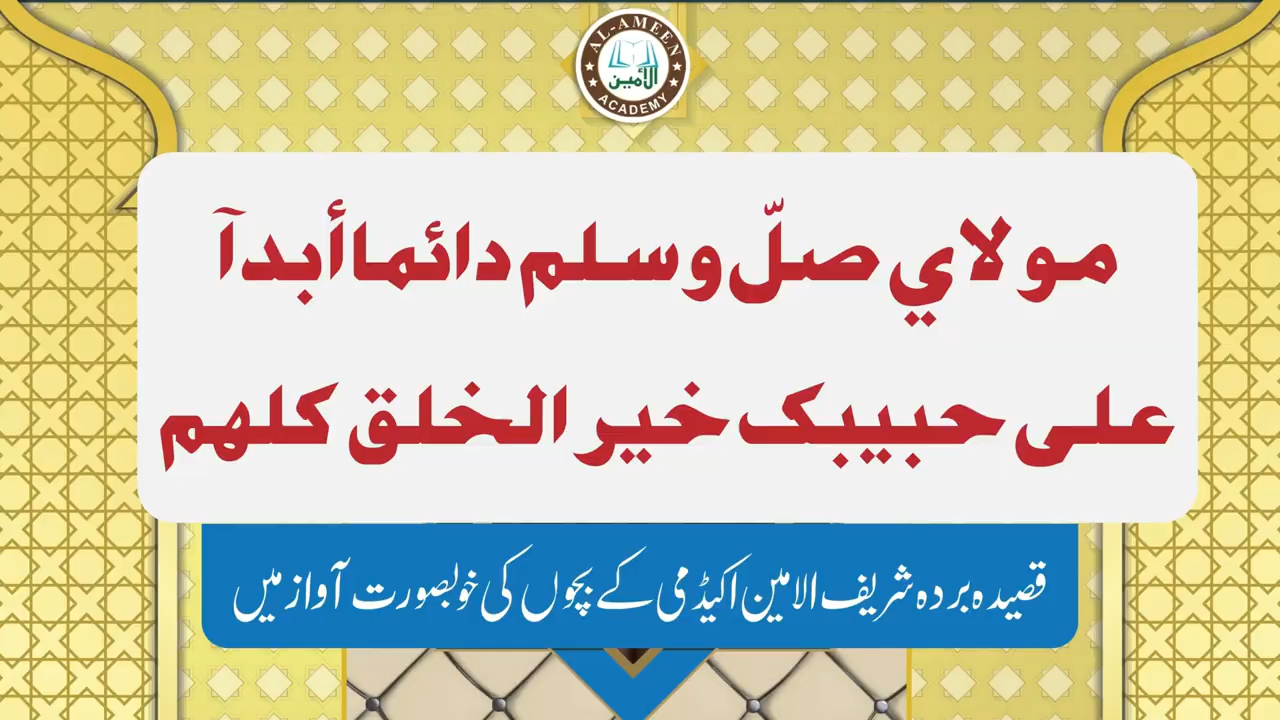 AL-AMEEN
الأمين
ACADEMY
مولاي صلّ وسلم دائما أبدآ
على حبيبک خير الخلق کلهم
قصیدہ بردہ شریف الامین اکیڈمی کے بچوں کی خوبصورت آواز میں